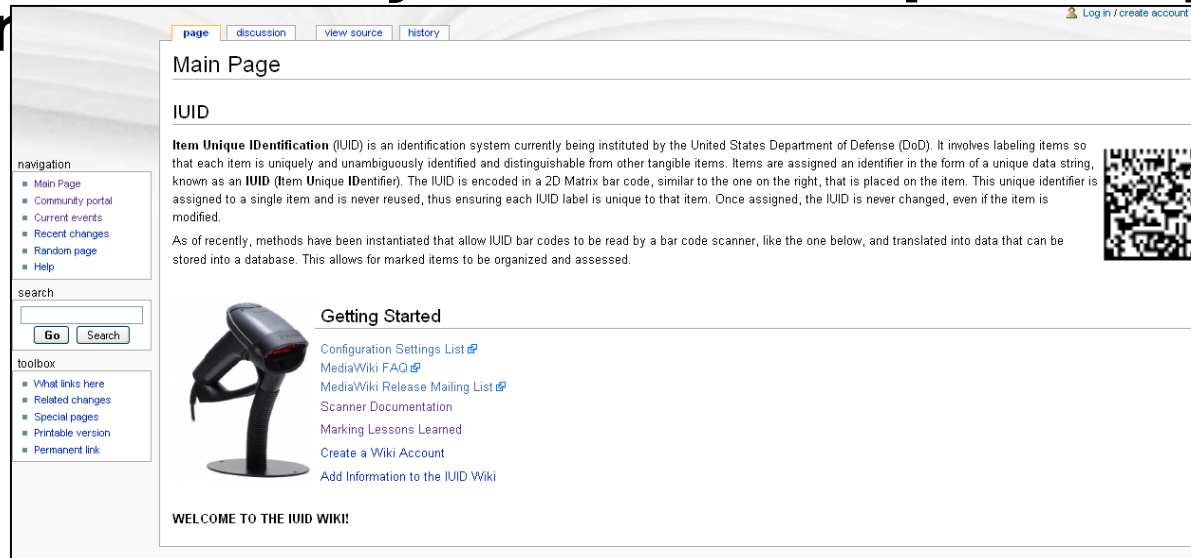 Log in / create account
page discussion view source history
Main Page
IUID
Item Unique IDentification (IUID) is an identification system currently being instituted by the United States Department of Defense (DoD). It involves labeling items so
that each item is uniquely and unambiguously identified and distinguishable from other tangible items. Items are assigned an identifier in the form of a unique data string,
known as an IUID (Item Unique IDentifier). The IUID is encoded in a 2D Matrix bar code, similar to the one on the right, that is placed on the item. This unique identifier is
assigned to a single item and is never reused, thus ensuring each IUID label is unique to that item. Once assigned, the IUID is never changed, even if the item is
modified.
As of recently, methods have been instantiated that allow IUID bar codes to be read by a bar code scanner, like the one below, and translated into data that can be
stored into a database. This allows for marked items to be organized and assessed.
navigation
Main Page
Community portal
Current events
Recent changes
Random page
Help
search
Go Search
toolbox
What links here
Related changes
Special pages
Printable version
Permanent link
Getting Started
Configuration Settings List
MediaWiki FAQ
MediaWiki Release Mailing List
Scanner Documentation
Marking Lessons Learned
Create a Wiki Account
Add Information to the IUID Wiki
WELCOME TO THE IUID WIKI!